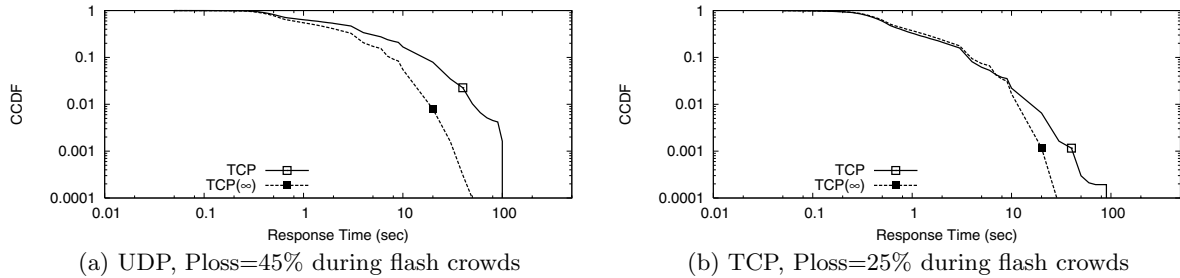 CCDF
1
0.1
0.01
0.001
0.0001
0.01
0.1
1
10
100
Response Time (sec)
TCP
TCP(∞)
(a) UDP, Ploss=45% during flash crowds
CCDF
1
0.1
0.01
0.001
0.0001
0.01
0.1
1
10
100
Response Time (sec)
TCP
TCP(∞)
(b) TCP, Ploss=25% during flash crowds